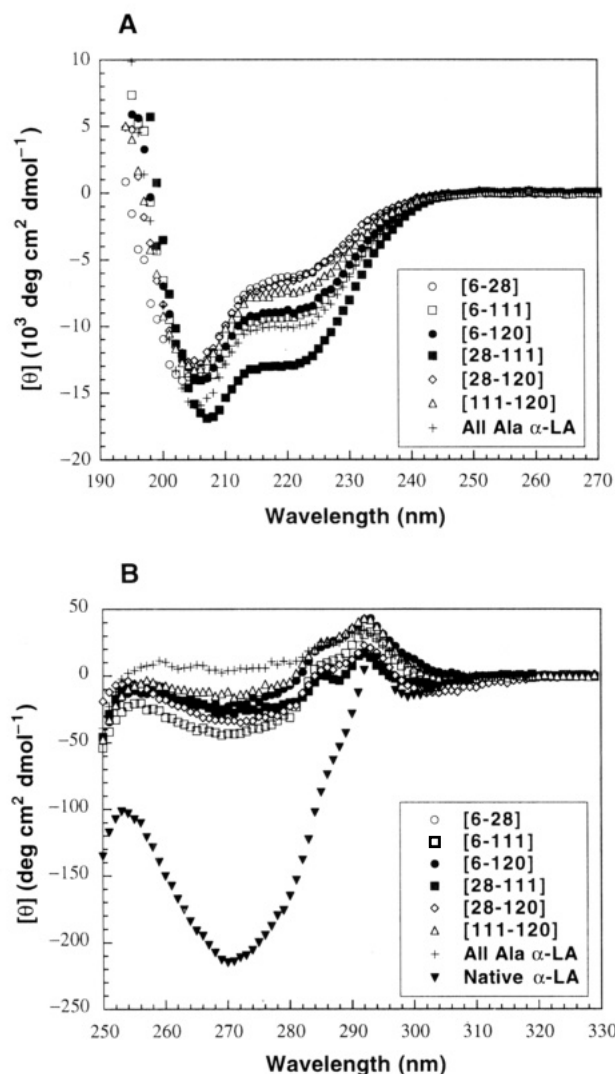 A
[θ] (10³ deg cm² dmol⁻¹)
10
5
0
−5
−10
−15
−20
[6-28]
[6-111]
[6-120]
[28-111]
[28-120]
[111-120]
All Ala α-LA
190 200 210 220 230 240 250 260 270
Wavelength (nm)
B
[θ] (deg cm² dmol⁻¹)
50
0
−50
−100
−150
−200
−250
[6-28]
[6-111]
[6-120]
[28-111]
[28-120]
[111-120]
All Ala α-LA
Native α-LA
250 260 270 280 290 300 310 320 330
Wavelength (nm)